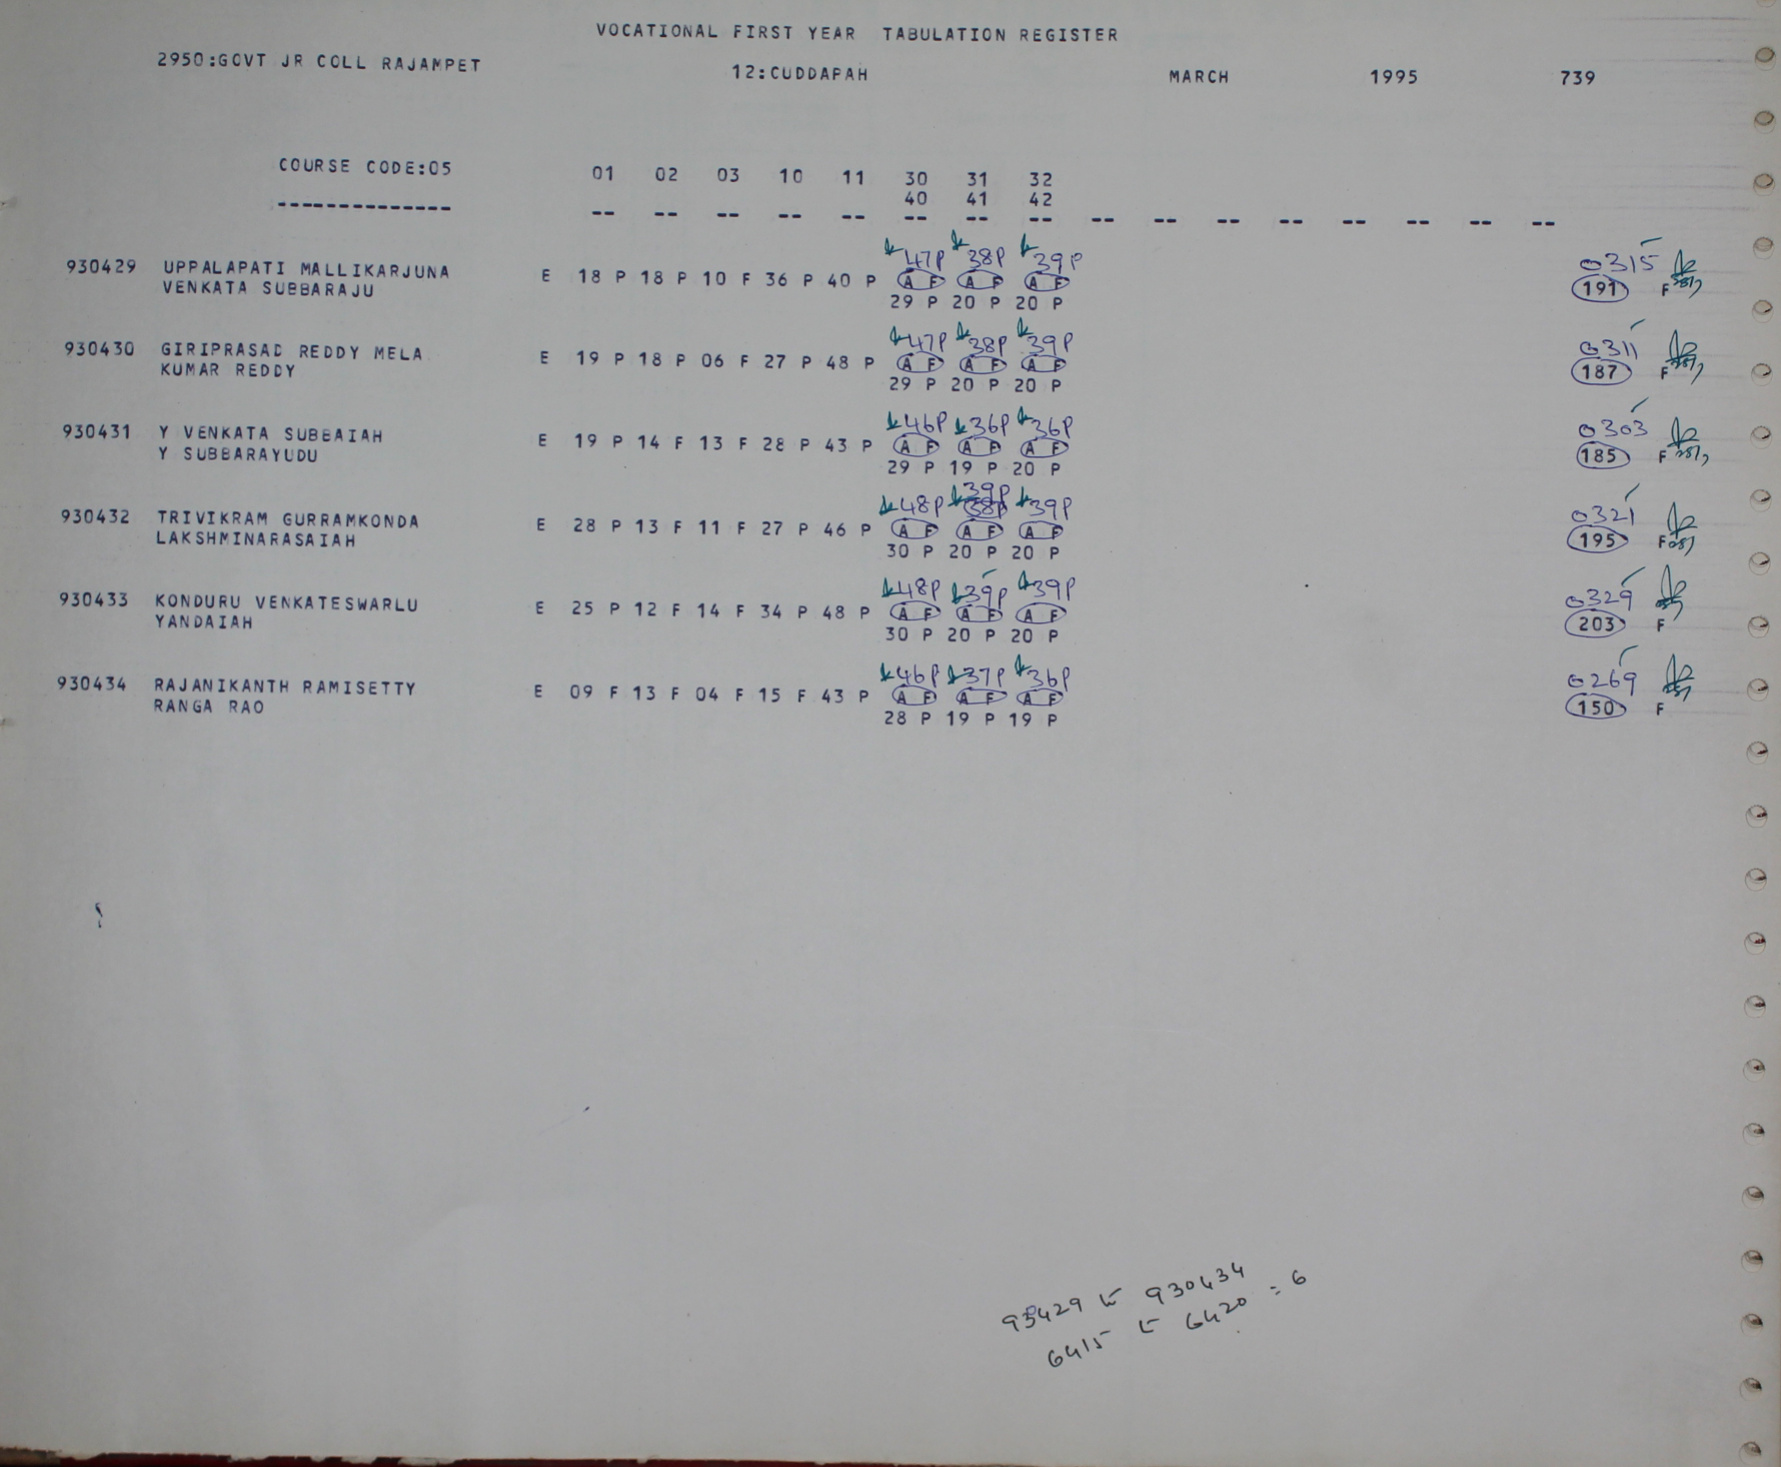 VOCATIONAL FIRST YEAR TABULATION REGISTER
2950:GOVT JR COLL RAJAMPET 12:CUDDAPAH MARCH 1995 739
COURSE CODE:05 01 02 03 10 11 30 31 32
40 41 42
-------------- -- -- -- -- -- -- -- -- -- -- -- -- -- -- -- --
47P 38P 39P 0315
930429 UPPALAPATI MALLIKARJUNA E 18 P 18 P 10 F 36 P 40 P A F A F A F 191 F
VENKATA SUBBARAJU 29 P 20 P 20 P
47P 38P 39P 0311
930430 GIRIPRASAD REDDY MELA E 19 P 18 P 06 F 27 P 48 P A F A F A F 187 F
KUMAR REDDY 29 P 20 P 20 P
46P 36P 36P 0303
930431 Y VENKATA SUBBAIAH E 19 P 14 F 13 F 28 P 43 P A F A F A F 185 F
Y SUBBARAYUDU 29 P 19 P 20 P
39P
48P 38P 39P 0321
930432 TRIVIKRAM GURRAMKONDA E 28 P 13 F 11 F 27 P 46 P A F A F A F 195 F
LAKSHMINARASAIAH 30 P 20 P 20 P
48P 39P 39P 0329
930433 KONDURU VENKATESWARLU E 25 P 12 F 14 F 34 P 48 P A F A F A F 203 F
YANDAIAH 30 P 20 P 20 P
46P 37P 36P 0269
930434 RAJANIKANTH RAMISETTY E 09 F 13 F 04 F 15 F 43 P A F A F A F 150 F
RANGA RAO 28 P 19 P 19 P
930429 to 930434
6415 to 6420 = 6